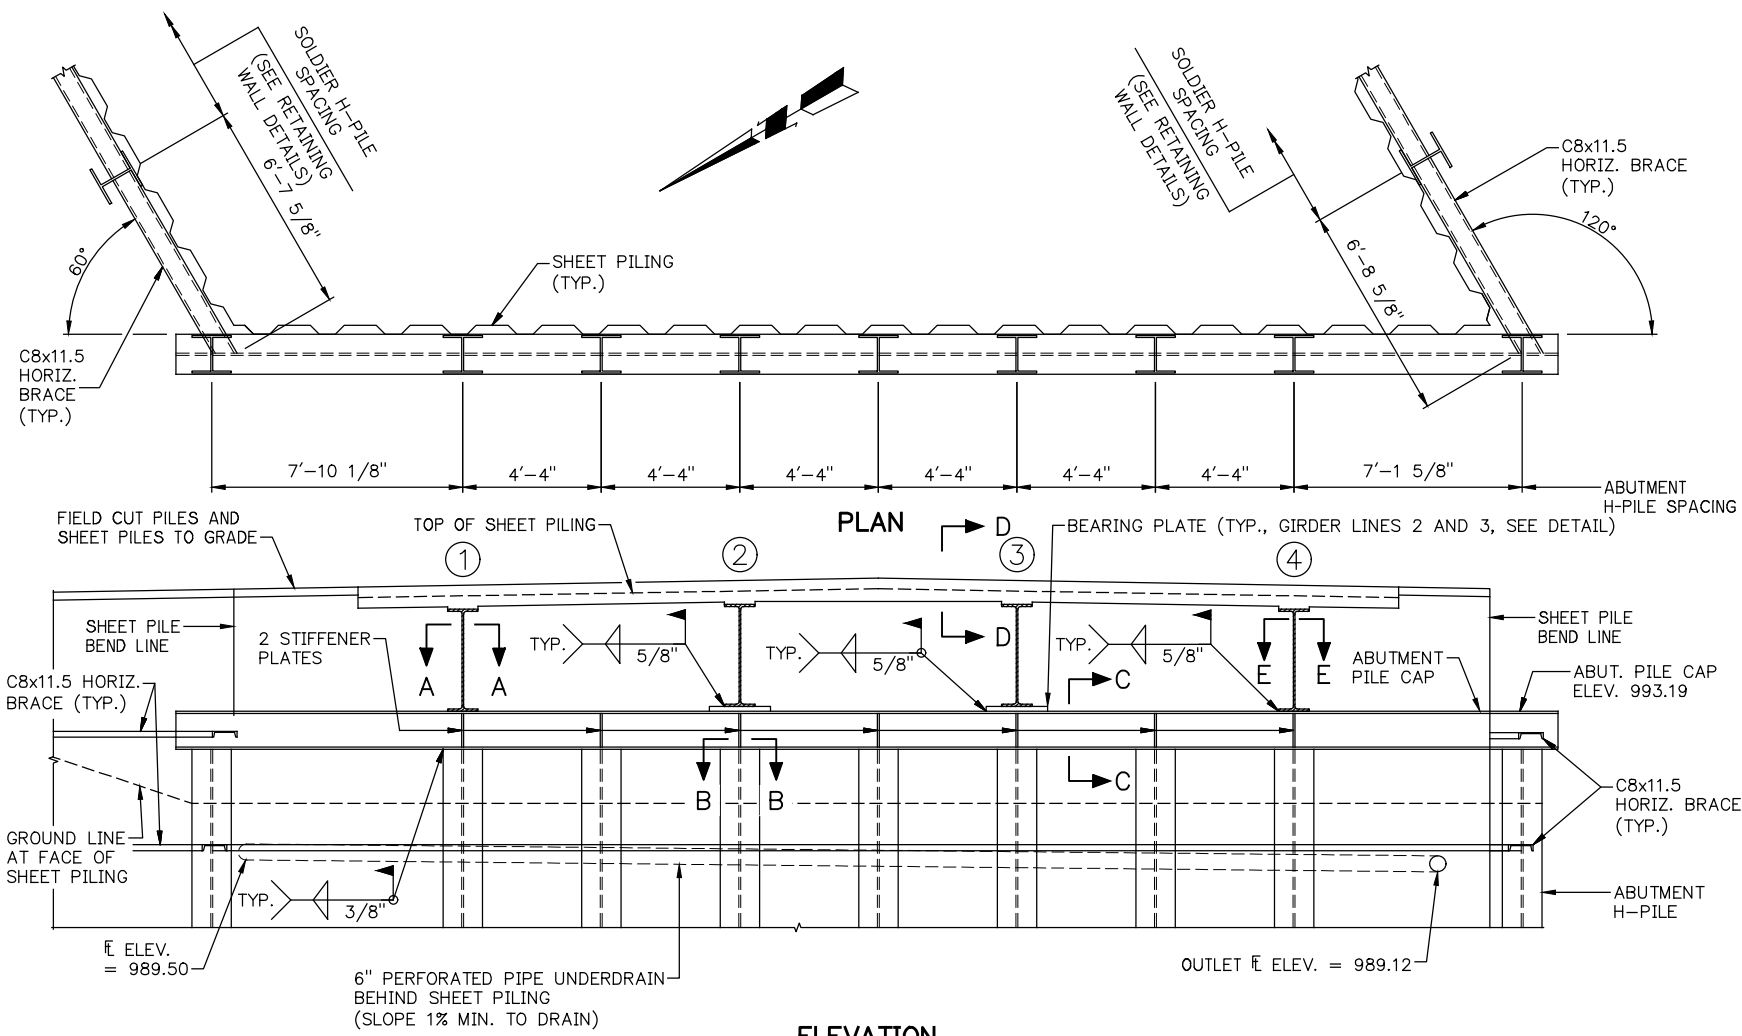 SOLDIER H-PILE
SPACING
(SEE RETAINING
WALL DETAILS)
6'-7 5/8"
60°
C8x11.5
HORIZ.
BRACE
(TYP.)
SHEET PILING
(TYP.)
SOLDIER H-PILE
SPACING
(SEE RETAINING
WALL DETAILS)
6'-8 5/8"
C8x11.5
HORIZ. BRACE
(TYP.)
120°
7'-10 1/8" 4'-4" 4'-4" 4'-4" 4'-4" 4'-4" 4'-4" 7'-1 5/8"
ABUTMENT
H-PILE SPACING
PLAN
FIELD CUT PILES AND
SHEET PILES TO GRADE
TOP OF SHEET PILING
D
BEARING PLATE (TYP., GIRDER LINES 2 AND 3, SEE DETAIL)
1 2 3 4
SHEET PILE
BEND LINE
2 STIFFENER
PLATES
A A
TYP. 5/8"
TYP. 5/8"
D
TYP. 5/8"
E E
ABUTMENT
PILE CAP
SHEET PILE
BEND LINE
ABUT. PILE CAP
ELEV. 993.19
C8x11.5 HORIZ.
BRACE (TYP.)
C
B B
C
C8x11.5
HORIZ. BRACE
(TYP.)
GROUND LINE
AT FACE OF
SHEET PILING
TYP. 3/8"
ABUTMENT
H-PILE
℄ ELEV.
= 989.50
6" PERFORATED PIPE UNDERDRAIN
BEHIND SHEET PILING
(SLOPE 1% MIN. TO DRAIN)
OUTLET ℄ ELEV. = 989.12
ELEVATION